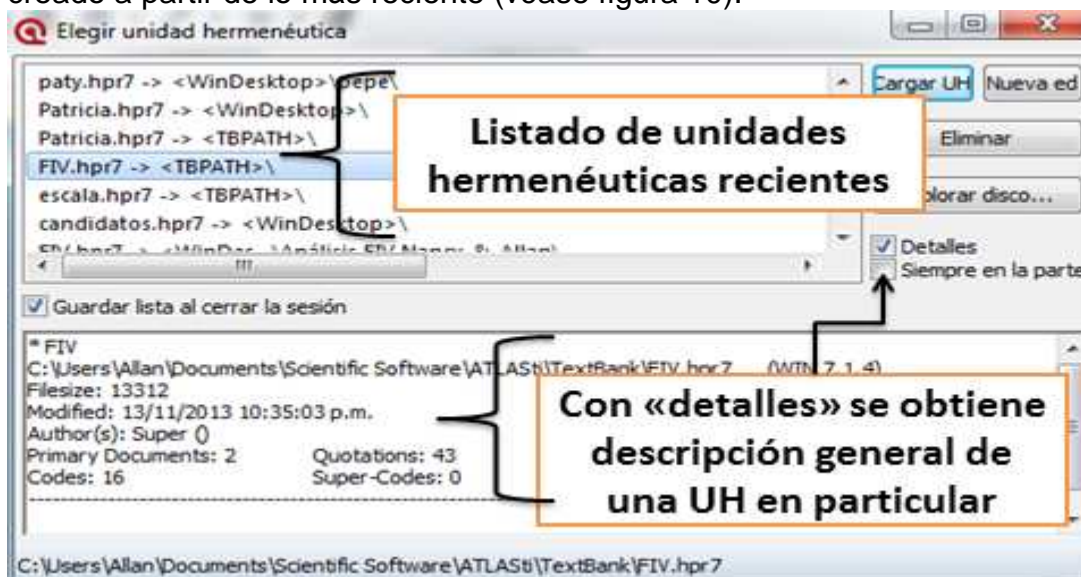 creado a partir de lo más reciente (véase figura 10).
Elegir unidad hermenéutica
paty.hpr7 -> <WinDesktop>\pepe\
Patricia.hpr7 -> <WinDesktop>\
Patricia.hpr7 -> <TBPATH>\
FIV.hpr7 -> <TBPATH>\
escala.hpr7 -> <TBPATH>\
candidatos.hpr7 -> <WinDesktop>\
Cargar UH Nueva ed
Eliminar
disco...
Listado de unidades
hermenéuticas recientes
Detalles
Siempre en la parte
Guardar lista al cerrar la sesión
* FIV
C:\Users\Allan\Documents\Scientific Software\ATLASti\TextBank\FIV.hpr7 (WIN 7.1.4)
Filesize: 13312
Modified: 13/11/2013 10:35:03 p.m.
Author(s): Super ()
Primary Documents: 2 Quotations: 43
Codes: 16 Super-Codes: 0
Con «detalles» se obtiene
descripción general de
una UH en particular
C:\Users\Allan\Documents\Scientific Software\ATLASti\TextBank\FIV.hpr7